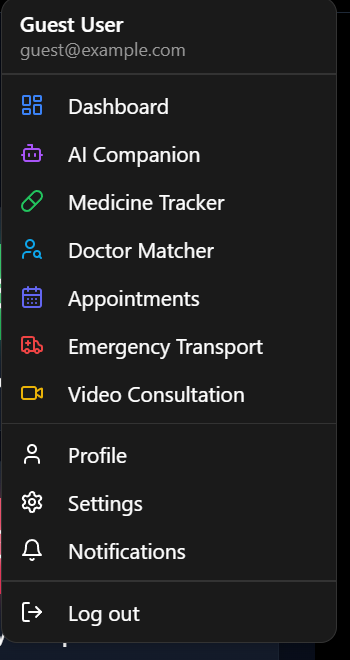 Guest User
guest@example.com
Dashboard
AI Companion
Medicine Tracker
Doctor Matcher
Appointments
Emergency Transport
Video Consultation
Profile
Settings
Notifications
Log out